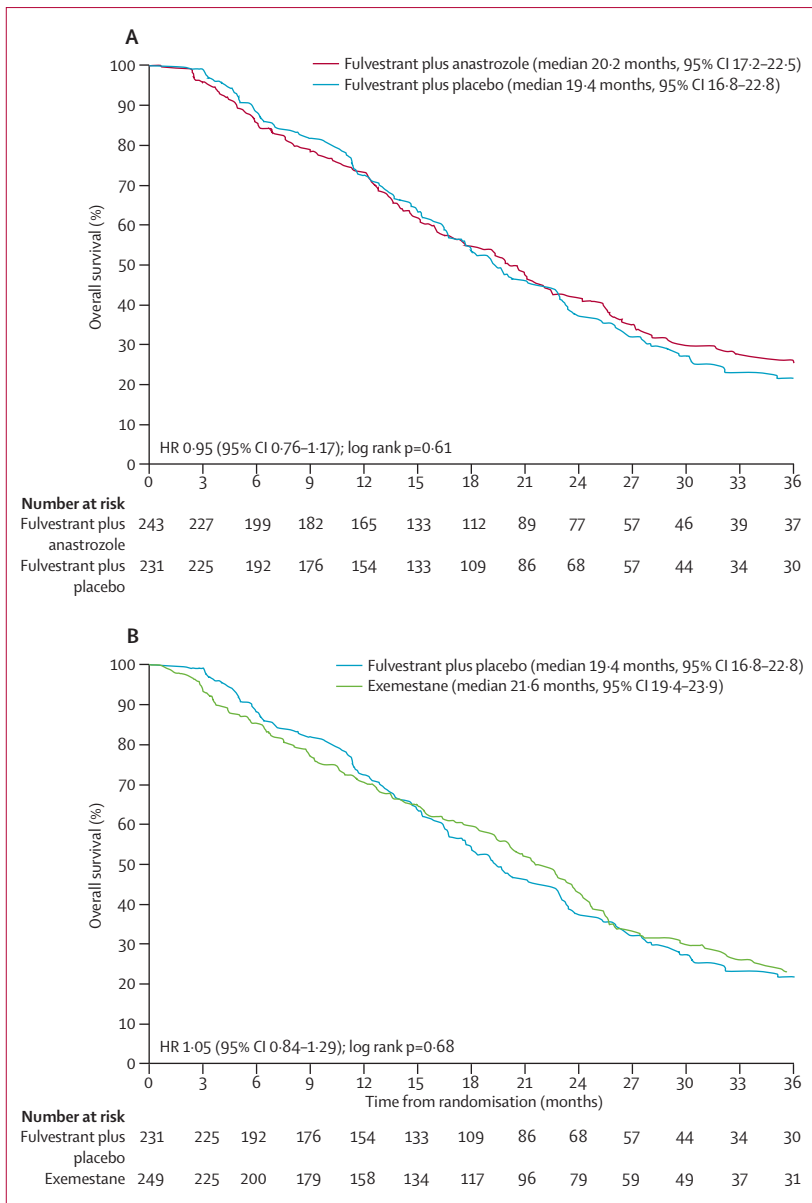 A
Fulvestrant plus anastrozole (median 20·2 months, 95% CI 17·2–22·5)
Fulvestrant plus placebo (median 19·4 months, 95% CI 16·8–22·8)
Overall survival (%)
100
90
80
70
60
50
40
30
20
10
0
HR 0·95 (95% CI 0·76–1·17); log rank p=0·61
0 3 6 9 12 15 18 21 24 27 30 33 36
Number at risk
Fulvestrant plus anastrozole 243 227 199 182 165 133 112 89 77 57 46 39 37
Fulvestrant plus placebo 231 225 192 176 154 133 109 86 68 57 44 34 30
B
Fulvestrant plus placebo (median 19·4 months, 95% CI 16·8–22·8)
Exemestane (median 21·6 months, 95% CI 19·4–23·9)
Overall survival (%)
100
90
80
70
60
50
40
30
20
10
0
HR 1·05 (95% CI 0·84–1·29); log rank p=0·68
0 3 6 9 12 15 18 21 24 27 30 33 36
Time from randomisation (months)
Number at risk
Fulvestrant plus placebo 231 225 192 176 154 133 109 86 68 57 44 34 30
Exemestane 249 225 200 179 158 134 117 96 79 59 49 37 31